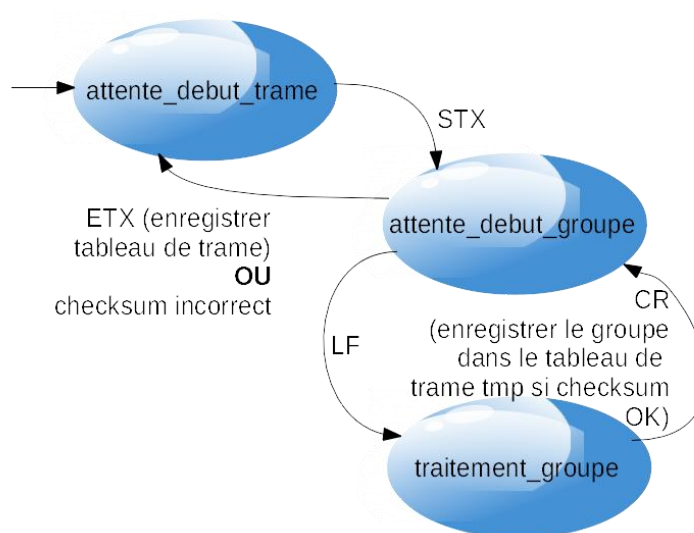 attente_debut_trame
STX
ETX (enregistrer
tableau de trame)
OU
checksum incorrect
attente_debut_groupe
LF
CR
(enregistrer le groupe
dans le tableau de
trame tmp si checksum
OK)
traitement_groupe